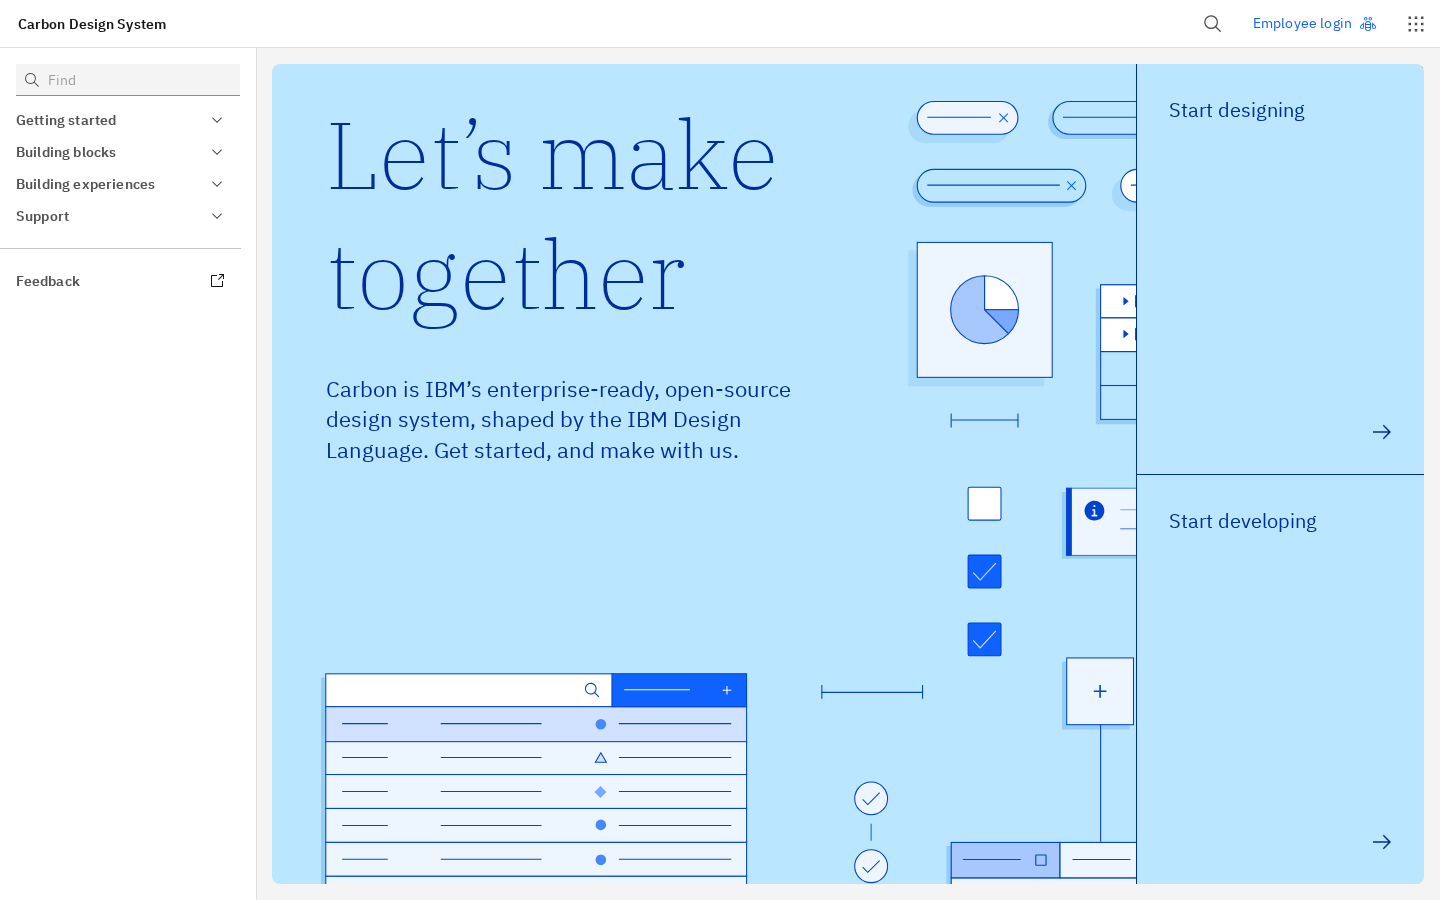 Carbon Design System
Employee login
Find
Getting started
Building blocks
Building experiences
Support
Feedback
Let’s make
together
Carbon is IBM’s enterprise-ready, open-source
design system, shaped by the IBM Design
Language. Get started, and make with us.
Start designing
Start developing